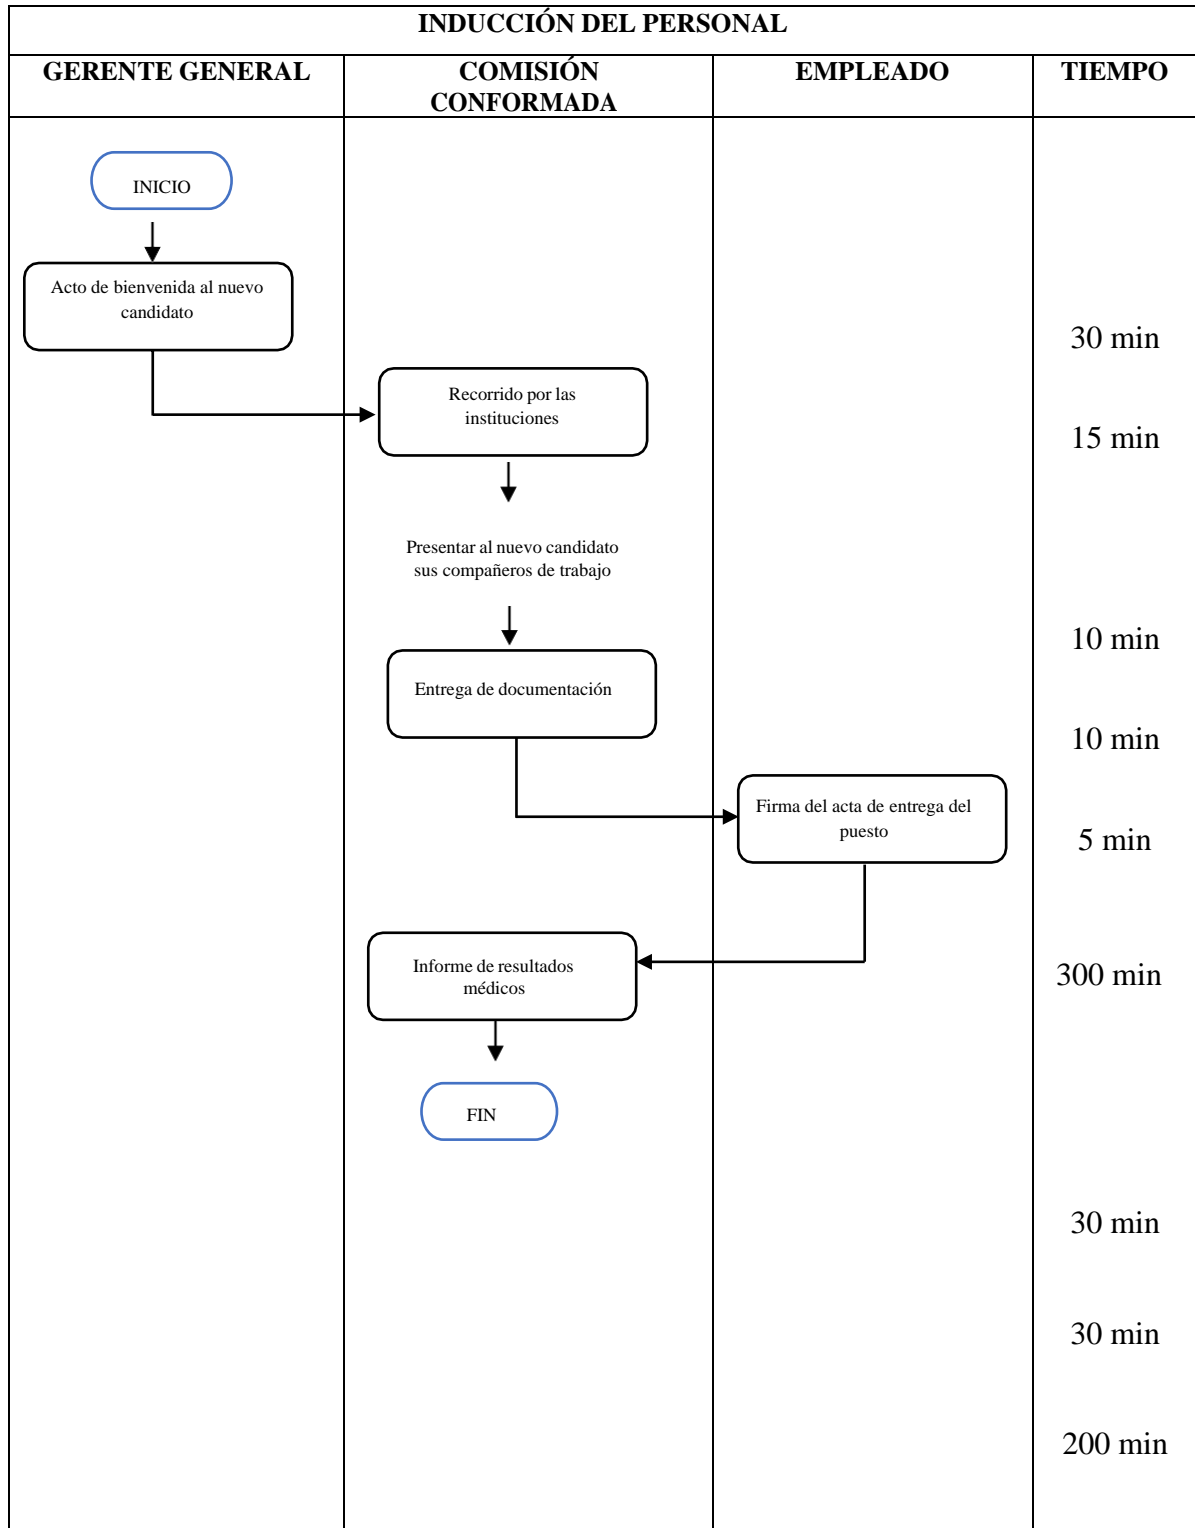 INDUCCIÓN DEL PERSONAL
GERENTE GENERAL
COMISIÓN
CONFORMADA
EMPLEADO
TIEMPO
INICIO
Acto de bienvenida al nuevo
candidato
30 min
Recorrido por las
instituciones
15 min
Presentar al nuevo candidato
sus compañeros de trabajo
10 min
Entrega de documentación
10 min
Firma del acta de entrega del
puesto
5 min
Informe de resultados
médicos
300 min
FIN
30 min
30 min
200 min